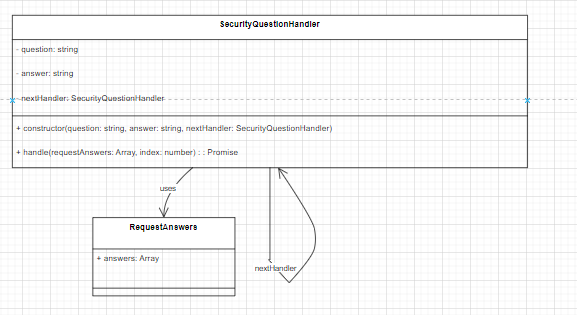 SecurityQuestionHandler
- question: string
- answer: string
- nextHandler: SecurityQuestionHandler
+ constructor(question: string, answer: string, nextHandler: SecurityQuestionHandler)
+ handle(requestAnswers: Array, index: number) : : Promise
uses
RequestAnswers
+ answers: Array
nextHandler